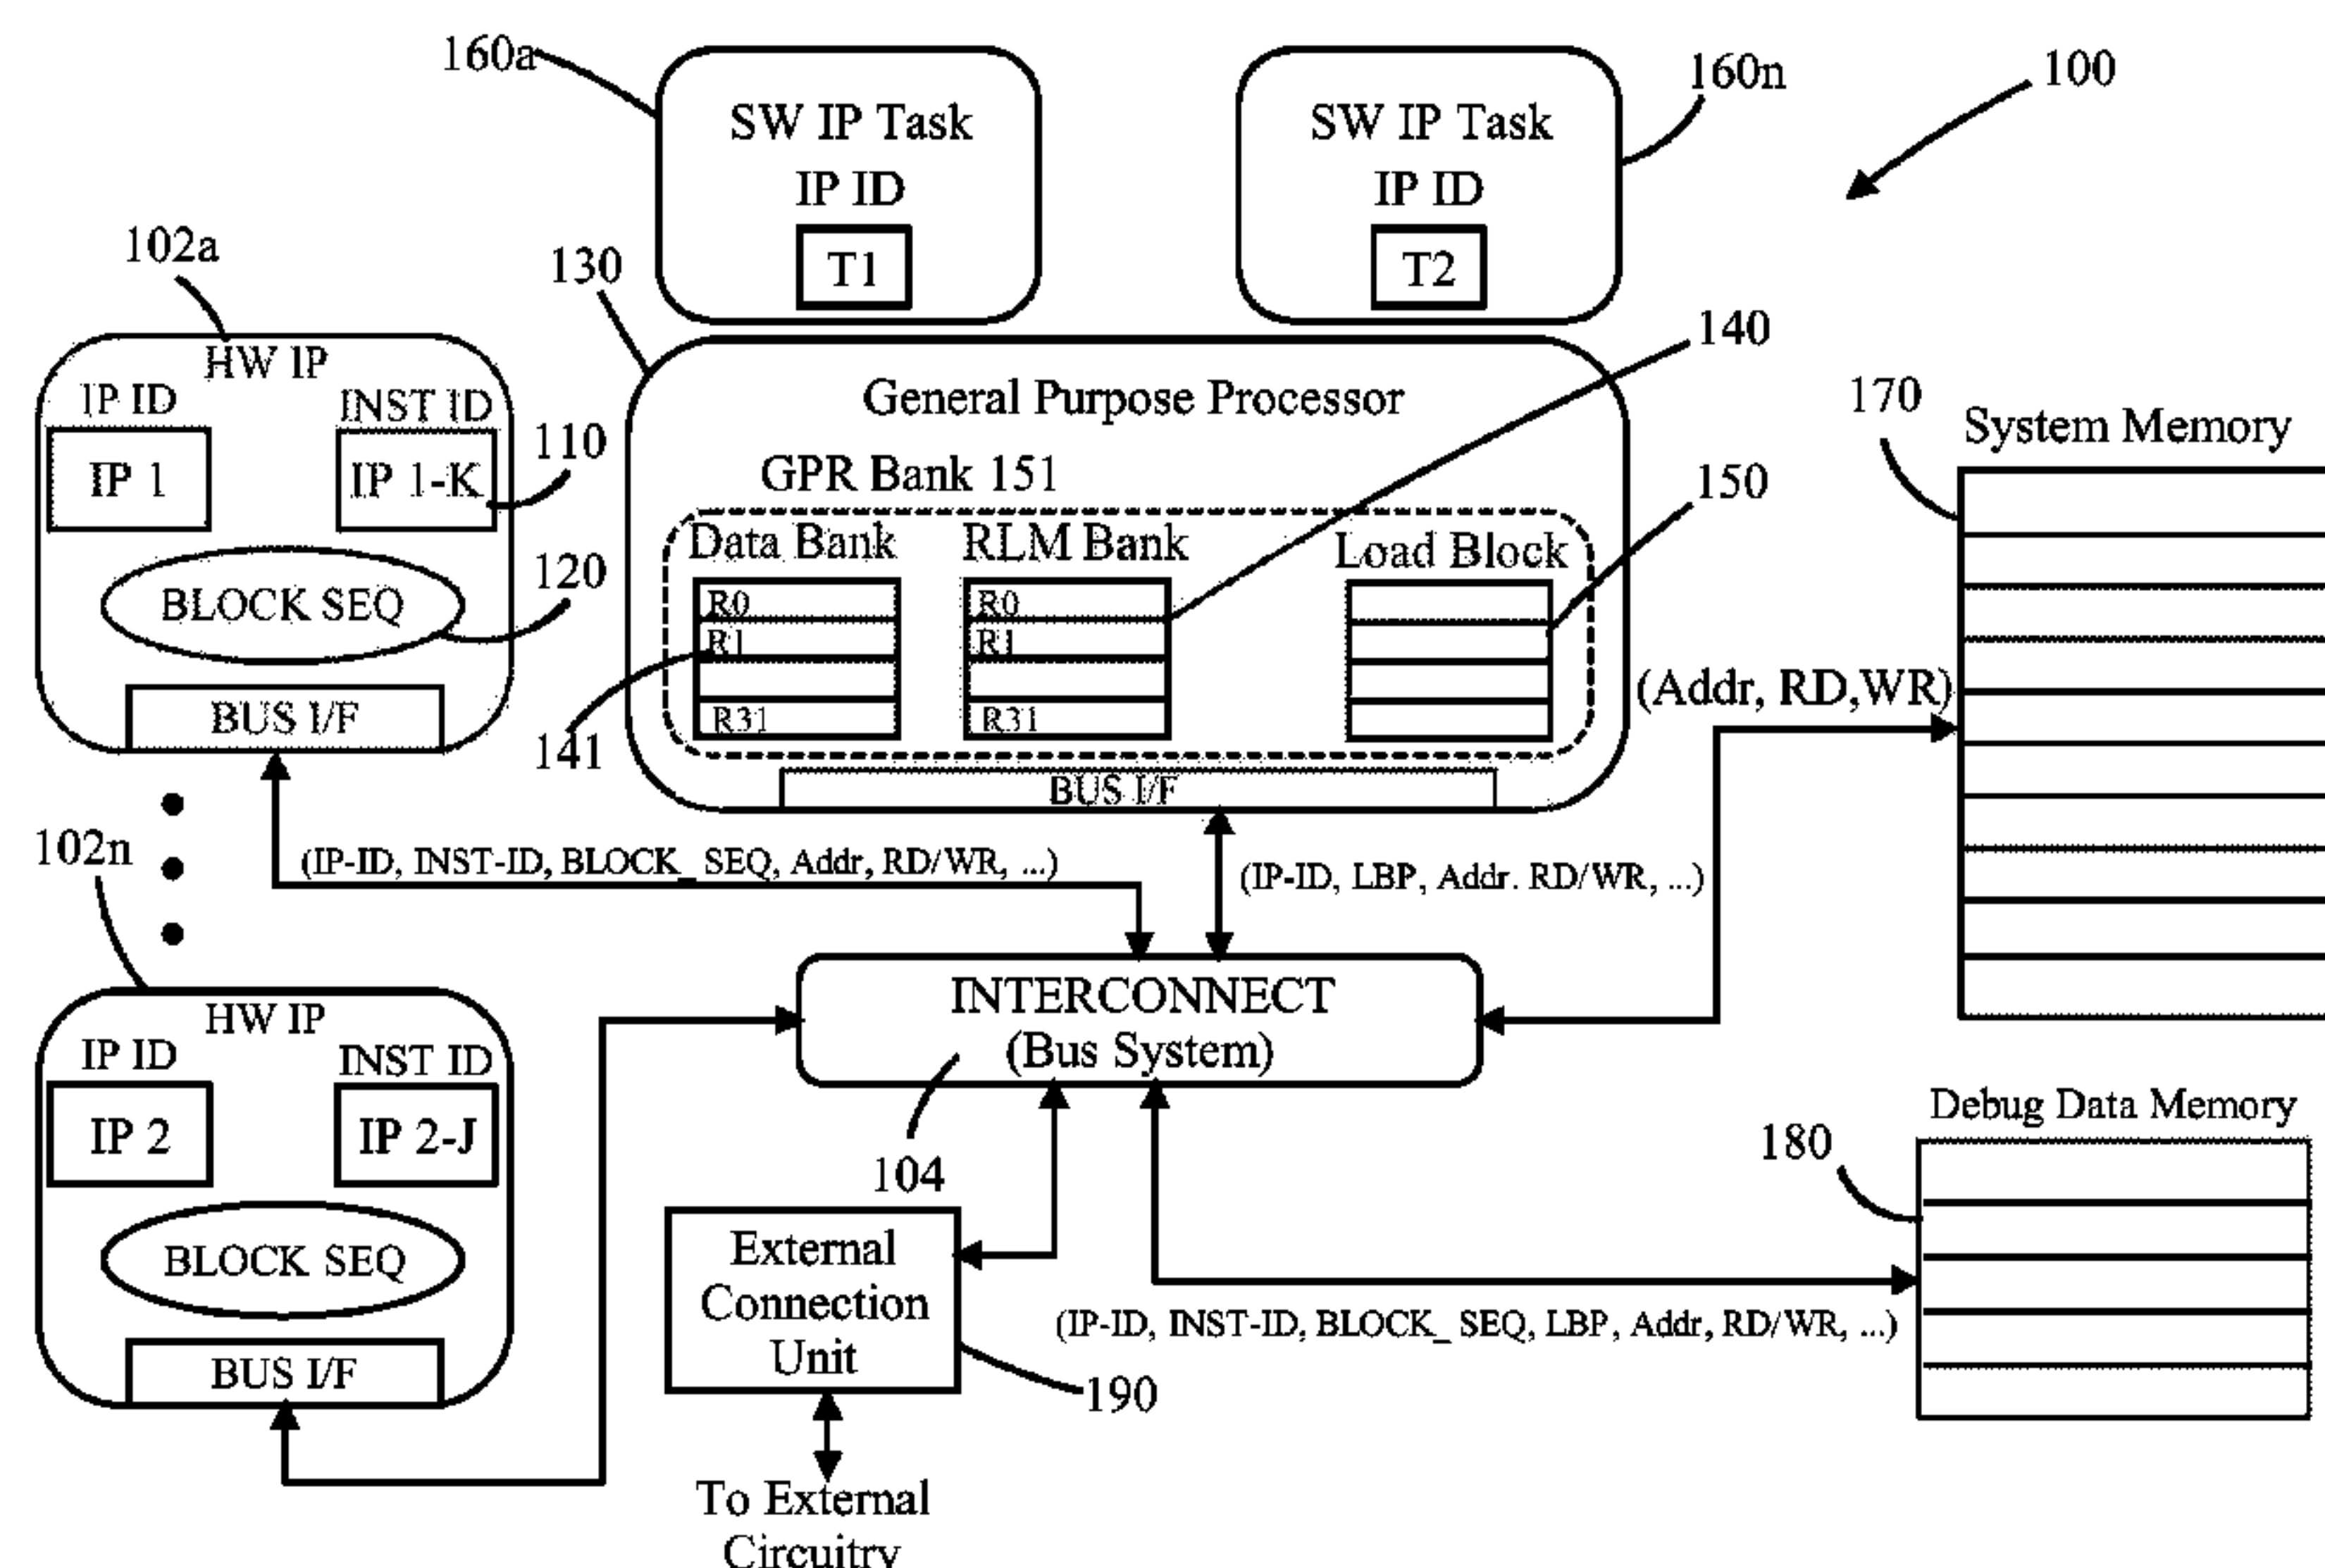 160a
SW IP Task
IP ID
T1
SW IP Task
IP ID
T2
160n
100
102a
HW IP
IP ID
INST ID
IP 1
IP 1-K
110
BLOCK SEQ
120
BUS I/F
130
General Purpose Processor
GPR Bank 151
140
150
Data Bank
RLM Bank
Load Block
R0
R1
R31
R0
R1
R31
141
BUS I/F
170
System Memory
(Addr, RD,WR)
102n
(IP-ID, INST-ID, BLOCK_ SEQ, Addr, RD/WR, ...)
(IP-ID, LBP, Addr. RD/WR, ...)
HW IP
IP ID
INST ID
IP 2
IP 2-J
BLOCK SEQ
BUS I/F
INTERCONNECT
(Bus System)
104
External
Connection
Unit
190
To External
Circuitry
Debug Data Memory
180
(IP-ID, INST-ID, BLOCK_ SEQ, LBP, Addr, RD/WR, ...)